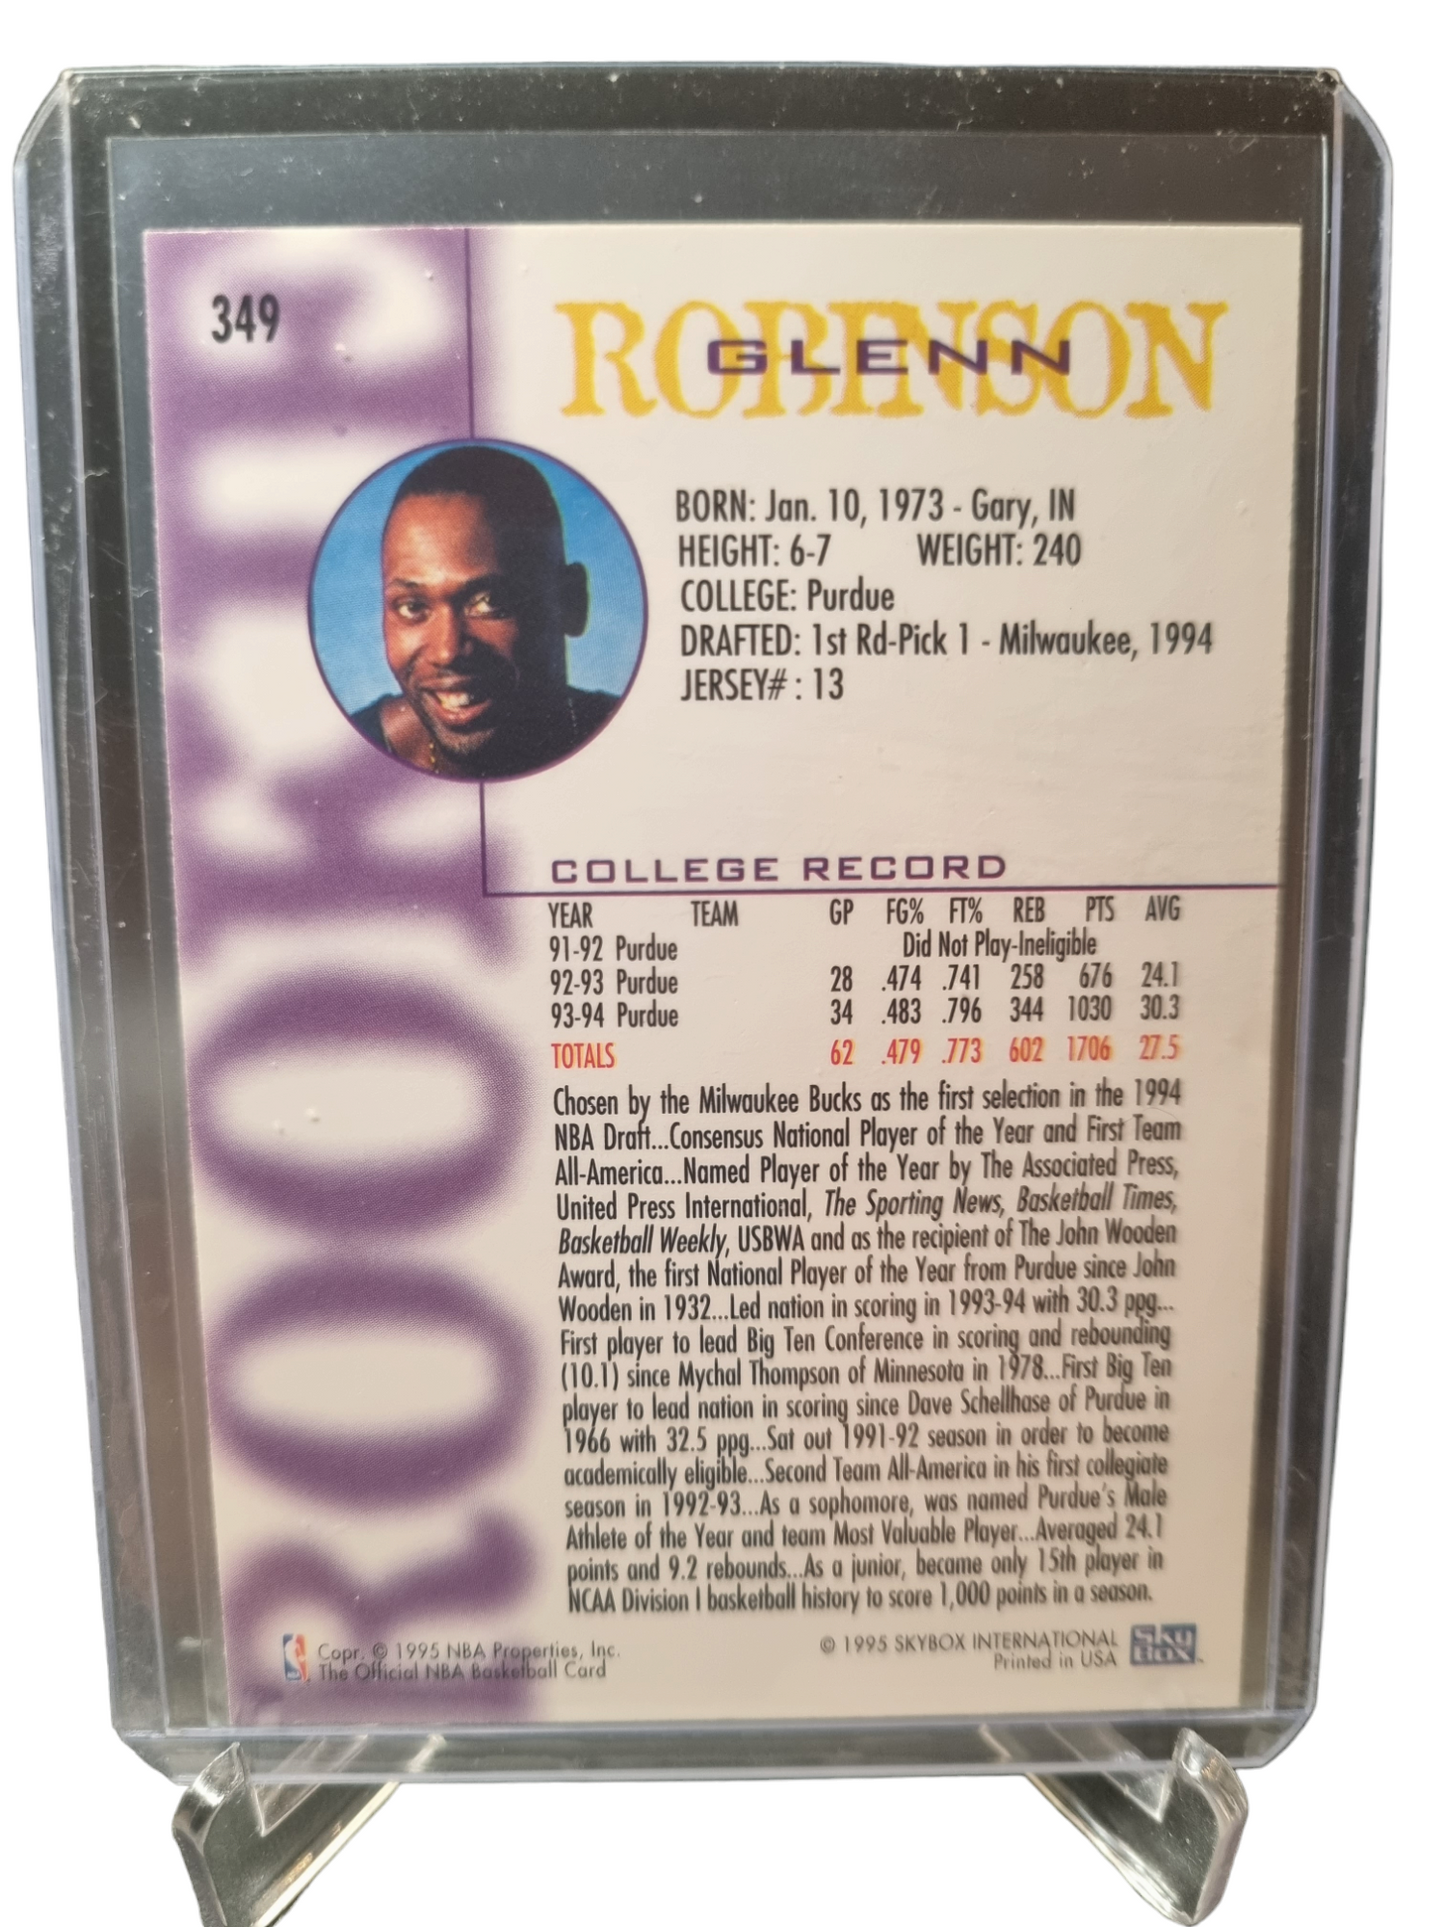 349
ROBINSON
GLENN
BORN: Jan. 10, 1973 - Gary, IN
HEIGHT: 6-7 WEIGHT: 240
COLLEGE: Purdue
DRAFTED: 1st Rd-Pick 1 - Milwaukee, 1994
JERSEY# : 13
ROOKIE
COLLEGE RECORD
YEAR TEAM GP FG% FT% REB PTS AVG
91-92 Purdue Did Not Play-Ineligible
92-93 Purdue 28 .474 .741 258 676 24.1
93-94 Purdue 34 .483 .796 344 1030 30.3
TOTALS 62 .479 .773 602 1706 27.5
Chosen by the Milwaukee Bucks as the first selection in the 1994
NBA Draft...Consensus National Player of the Year and First Team
All-America...Named Player of the Year by The Associated Press,
United Press International, The Sporting News, Basketball Times,
Basketball Weekly, USBWA and as the recipient of The John Wooden
Award, the first National Player of the Year from Purdue since John
Wooden in 1932...Led nation in scoring in 1993-94 with 30.3 ppg...
First player to lead Big Ten Conference in scoring and rebounding
(10.1) since Mychal Thompson of Minnesota in 1978...First Big Ten
player to lead nation in scoring since Dave Schellhase of Purdue in
1966 with 32.5 ppg...Sat out 1991-92 season in order to become
academically eligible...Second Team All-America in his first collegiate
season in 1992-93...As a sophomore, was named Purdue's Male
Athlete of the Year and team Most Valuable Player...Averaged 24.1
points and 9.2 rebounds...As a junior, became only 15th player in
NCAA Division I basketball history to score 1,000 points in a season.
Copr. © 1995 NBA Properties, Inc.
The Official NBA Basketball Card
© 1995 SKYBOX INTERNATIONAL
Printed in USA
SKY
BOX